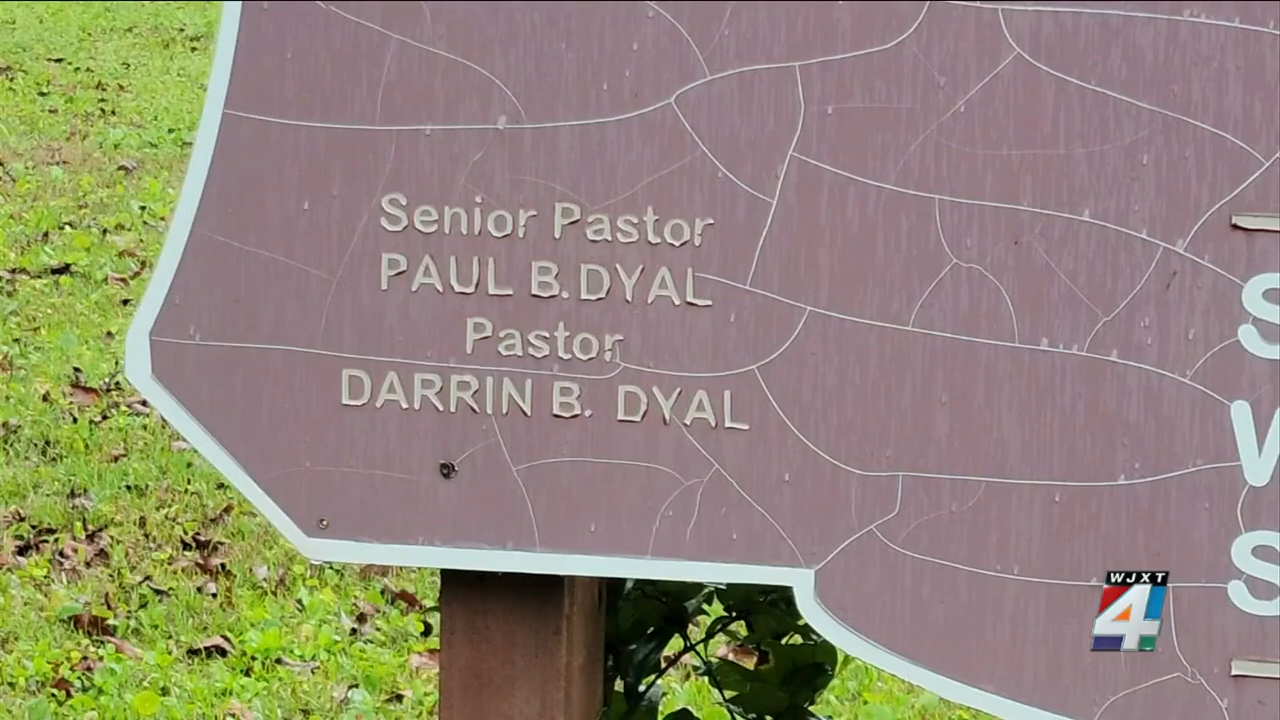 Senior Pastor
PAUL B. DYAL
Pastor
DARRIN B. DYAL
S
W
S
WJXT
4